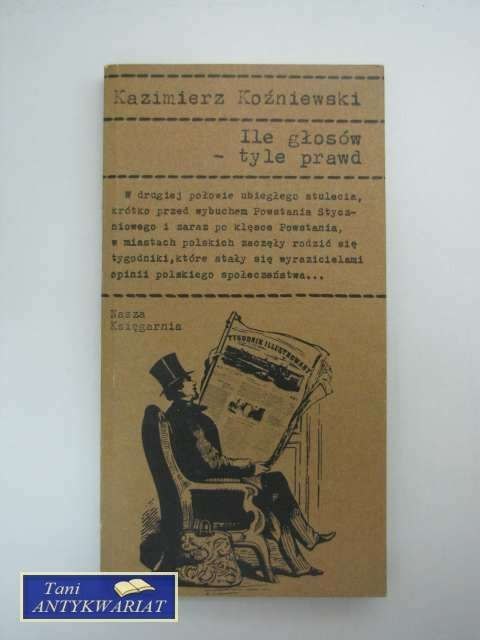 Kazimierz Koźniewski
Ile głosów
- tyle prawd
W drugiej połowie ubiegłego stulecia,
krótko przed wybuchem Powstania Stycz-
niowego i zaraz po klęsce Powstania,
w miastach polskich zaczęły rodzić się
tygodniki,które stały się wyrazicielami
opinii polskiego społeczeństwa...
Nasza
Księgarnia
TYGODNIK ILLUSTROWANY
Tani
ANTYKWARIAT